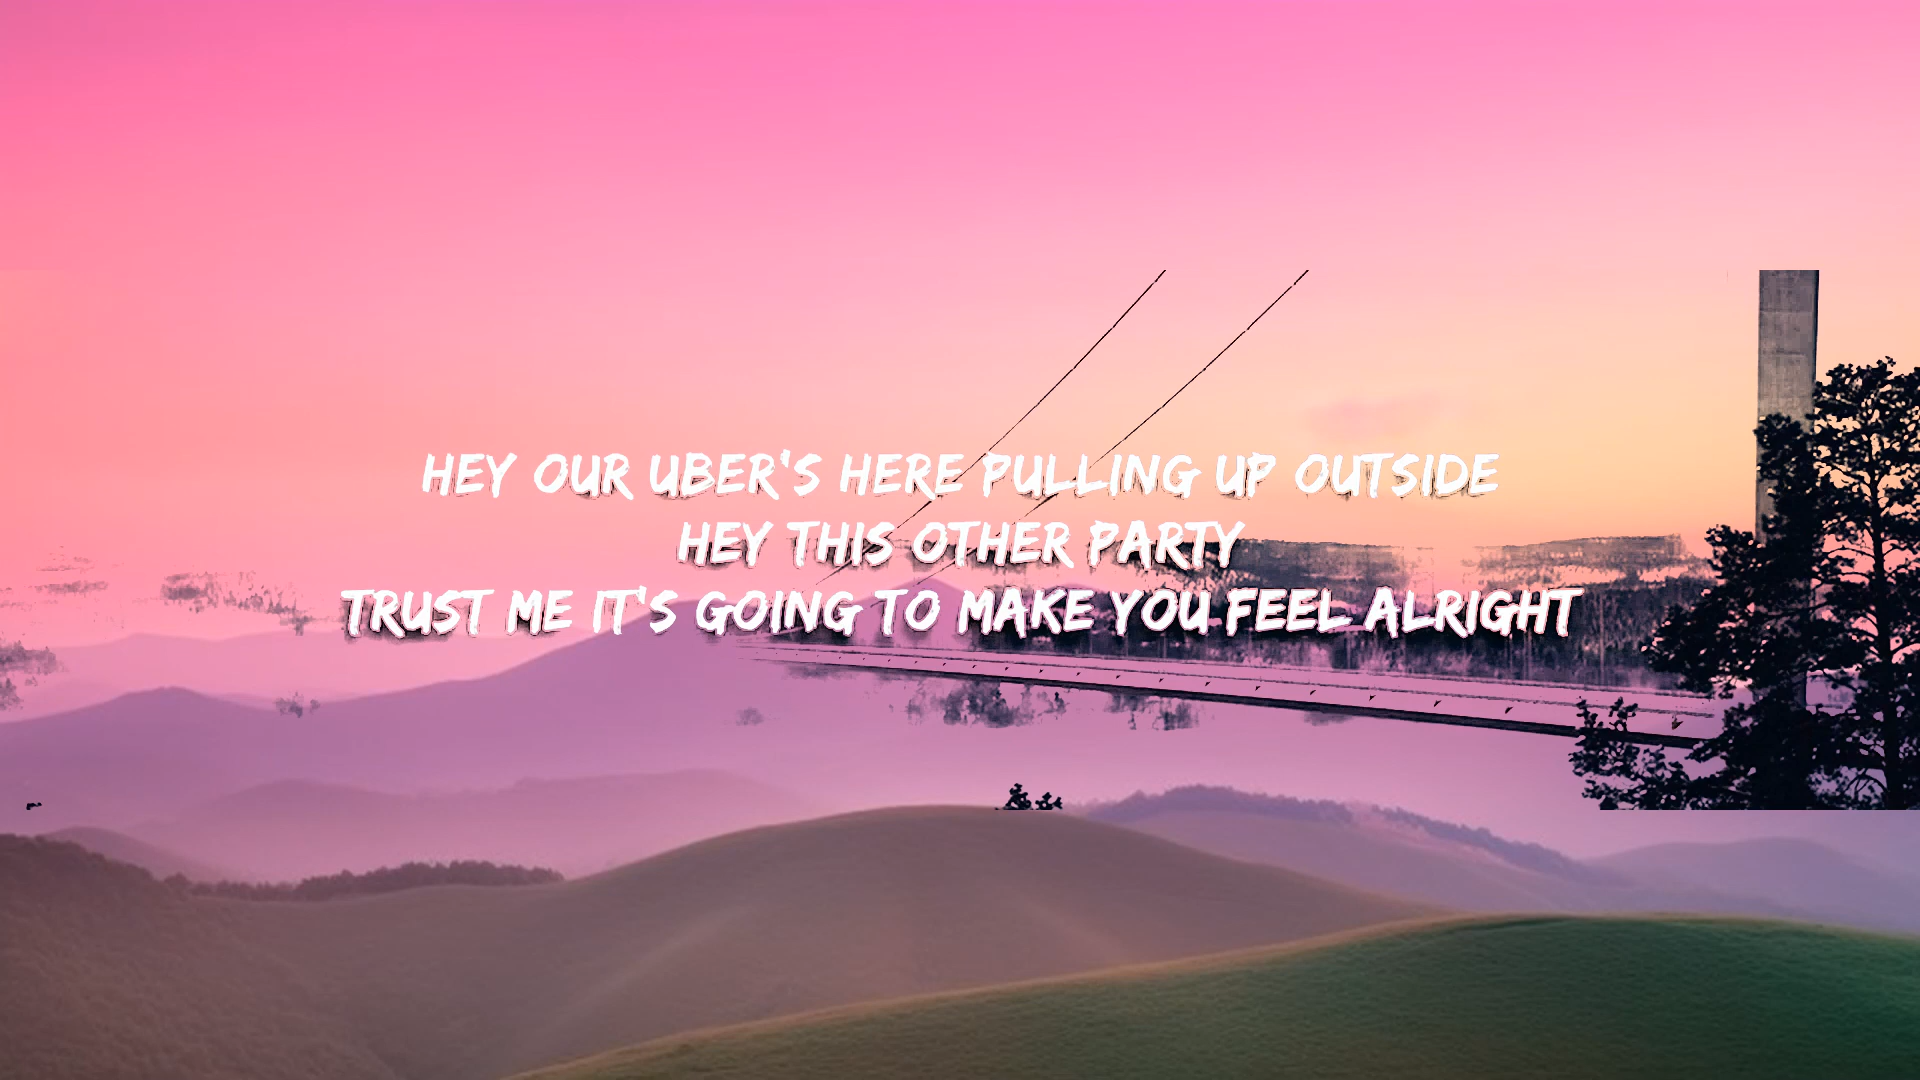 HEY OUR UBER'S HERE PULLING UP OUTSIDE
HEY THIS OTHER PARTY
TRUST ME IT'S GOING TO MAKE YOU FEEL ALRIGHT